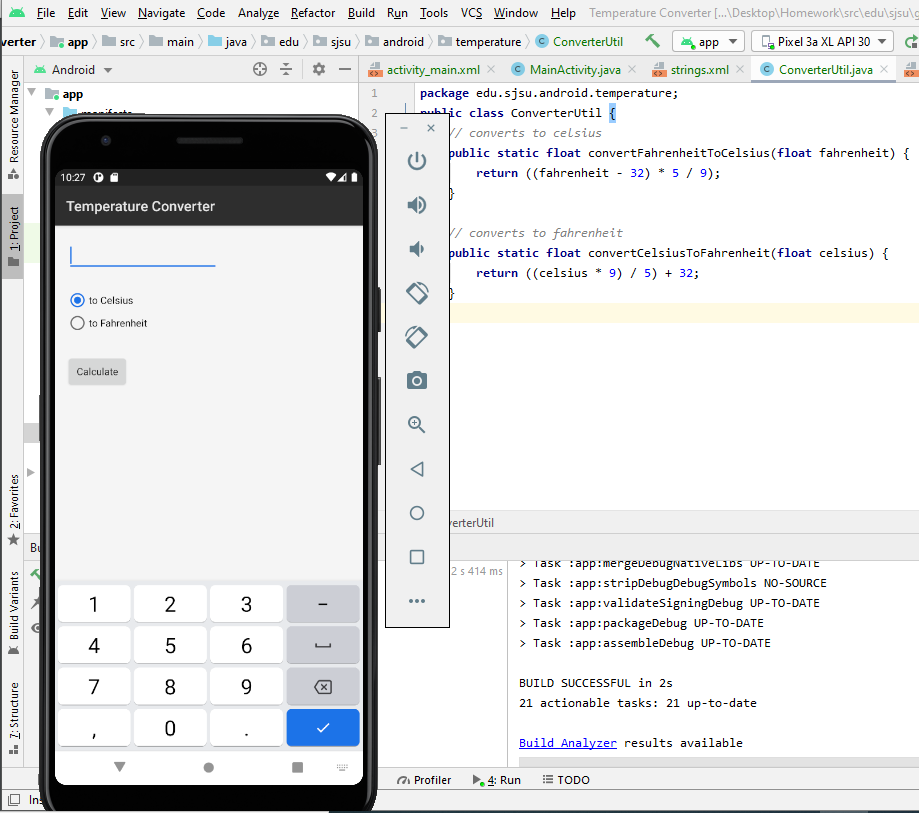 File Edit View Navigate Code Analyze Refactor Build Run Tools VCS Window Help Temperature Converter [...\Desktop\Homework\src\edu\sjsu\
verter app src main java edu sjsu android temperature ConverterUtil app Pixel 3a XL API 30
Android activity_main.xml MainActivity.java strings.xml ConverterUtil.java
Resource Manager
1: Project
2: Favorites
Build Variants
7: Structure
app
manifests
1 package edu.sjsu.android.temperature;
2 public class ConverterUtil {
3 // converts to celsius
public static float convertFahrenheitToCelsius(float fahrenheit) {
return ((fahrenheit - 32) * 5 / 9);
}
// converts to fahrenheit
public static float convertCelsiusToFahrenheit(float celsius) {
return ((celsius * 9) / 5) + 32;
}
10:27
Temperature Converter
to Celsius
to Fahrenheit
Calculate
1 2 3 -
4 5 6
7 8 9
, 0 .
verterUtil
Bu
2 s 414 ms
> Task :app:mergeDebugNativeLibs UP-TO-DATE
> Task :app:stripDebugDebugSymbols NO-SOURCE
> Task :app:validateSigningDebug UP-TO-DATE
> Task :app:packageDebug UP-TO-DATE
> Task :app:assembleDebug UP-TO-DATE
BUILD SUCCESSFUL in 2s
21 actionable tasks: 21 up-to-date
Build Analyzer results available
Profiler 4: Run TODO
Ins